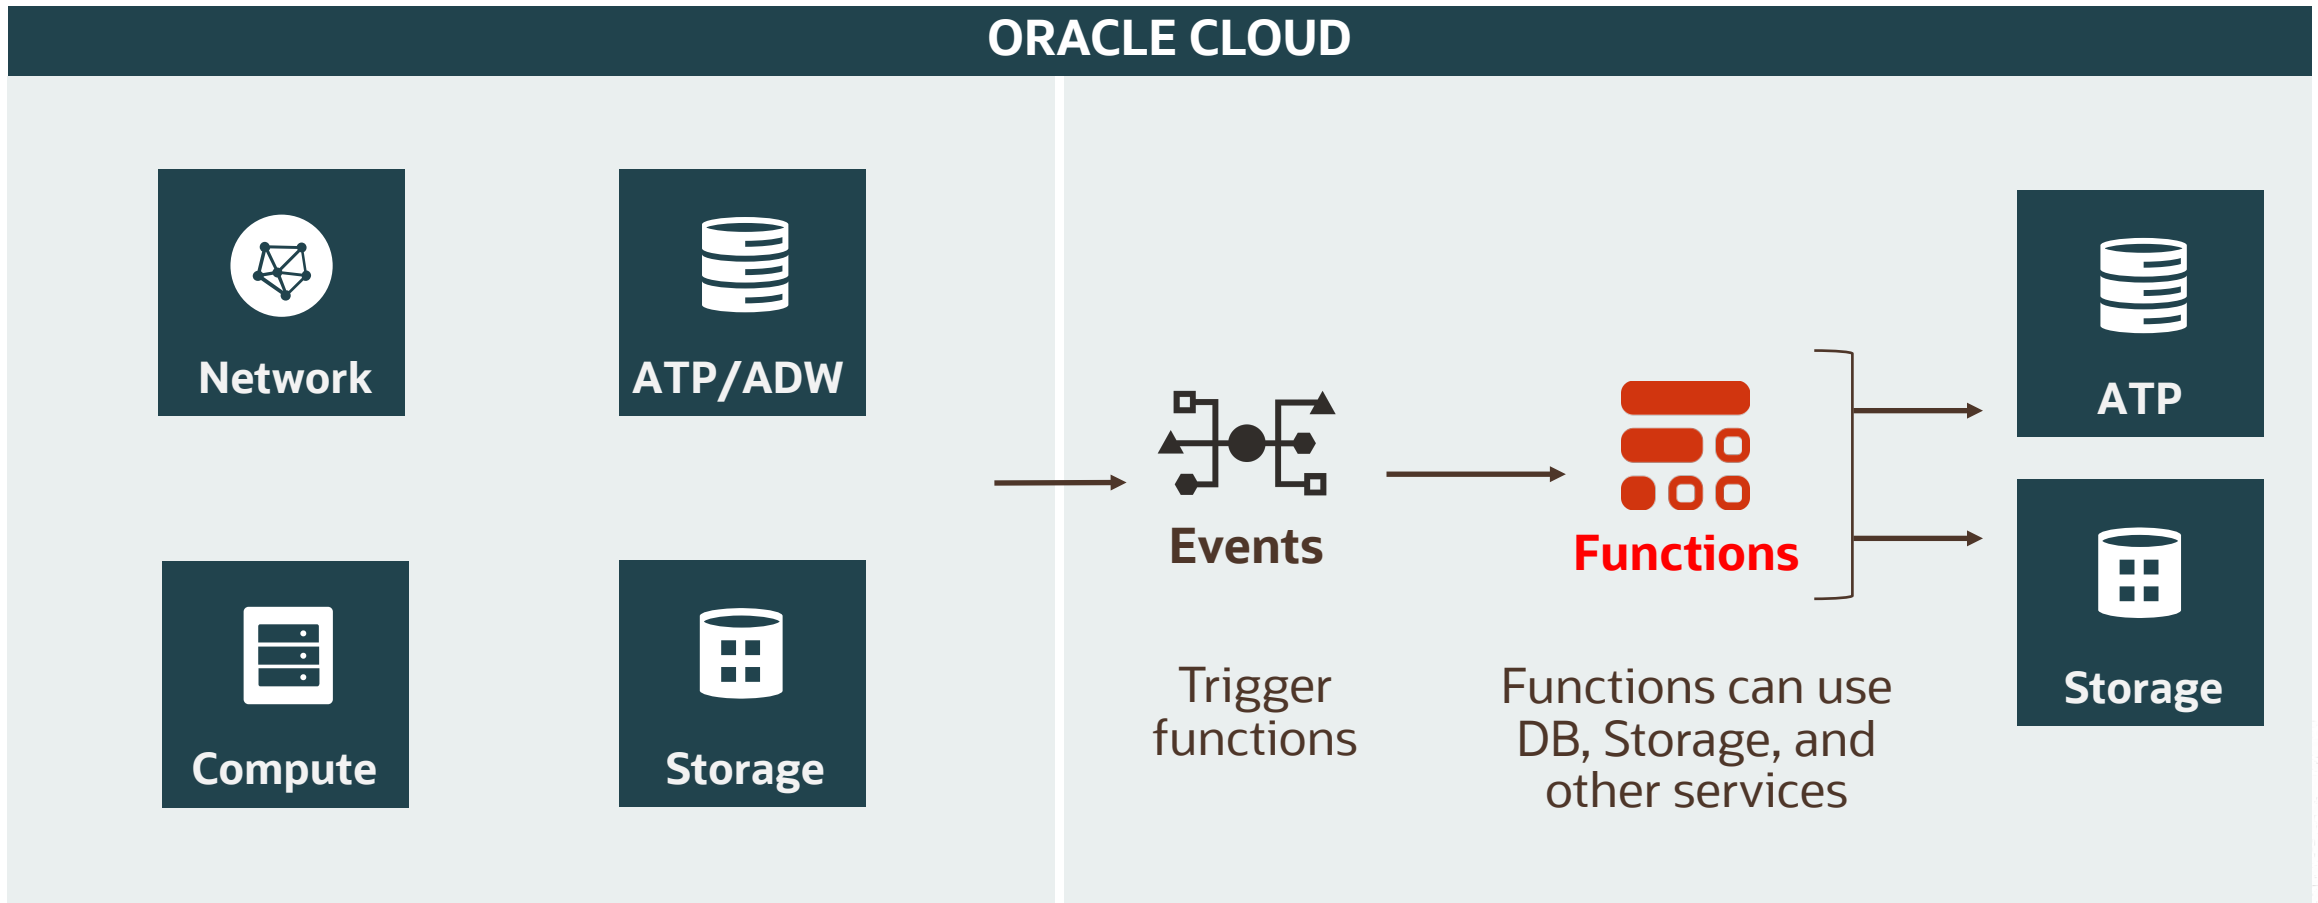 ORACLE CLOUD
Network
ATP/ADW
Compute
Storage
Events
Trigger
functions
Functions
Functions can use
DB, Storage, and
other services
ATP
Storage